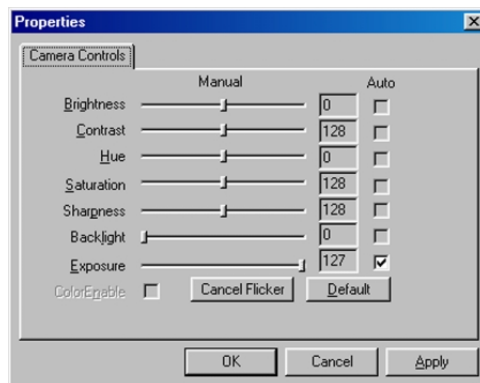 Properties
Camera Controls
Manual Auto
Brightness 0
Contrast 128
Hue 0
Saturation 128
Sharpness 128
Backlight 0
Exposure 127
ColorEnable Cancel Flicker Default
OK Cancel Apply